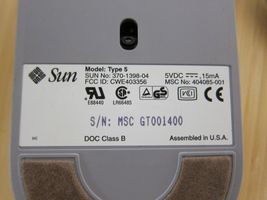 Sun
Model: Type 5
SUN No: 370-1398-04
FCC ID: CWE403356
5VDC ⎓ .15mA
MSC No: 404085-001
E88440
LR66485
DOC Class B
Assembled in U.S.A.
S/N: MSC GT001400